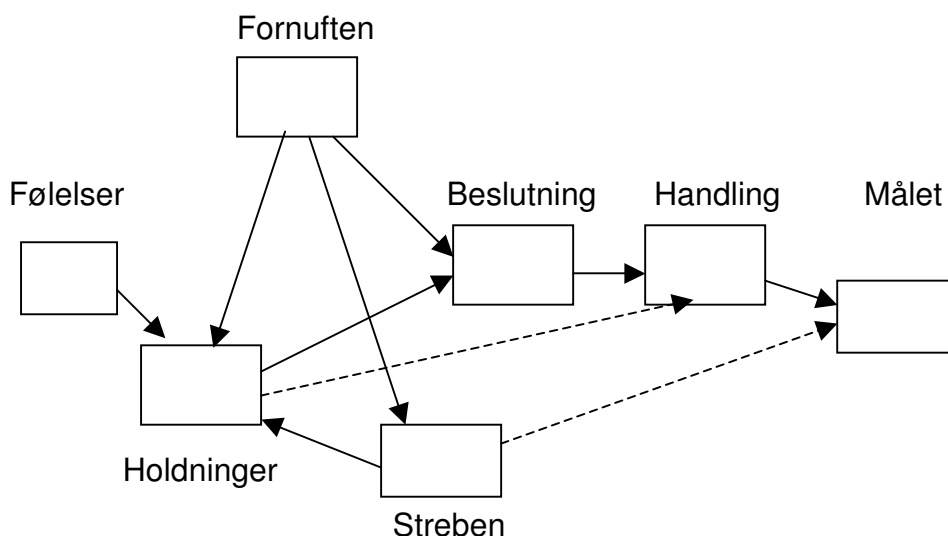 Fornuften
Følelser
Beslutning
Handling
Målet
Holdninger
Streben